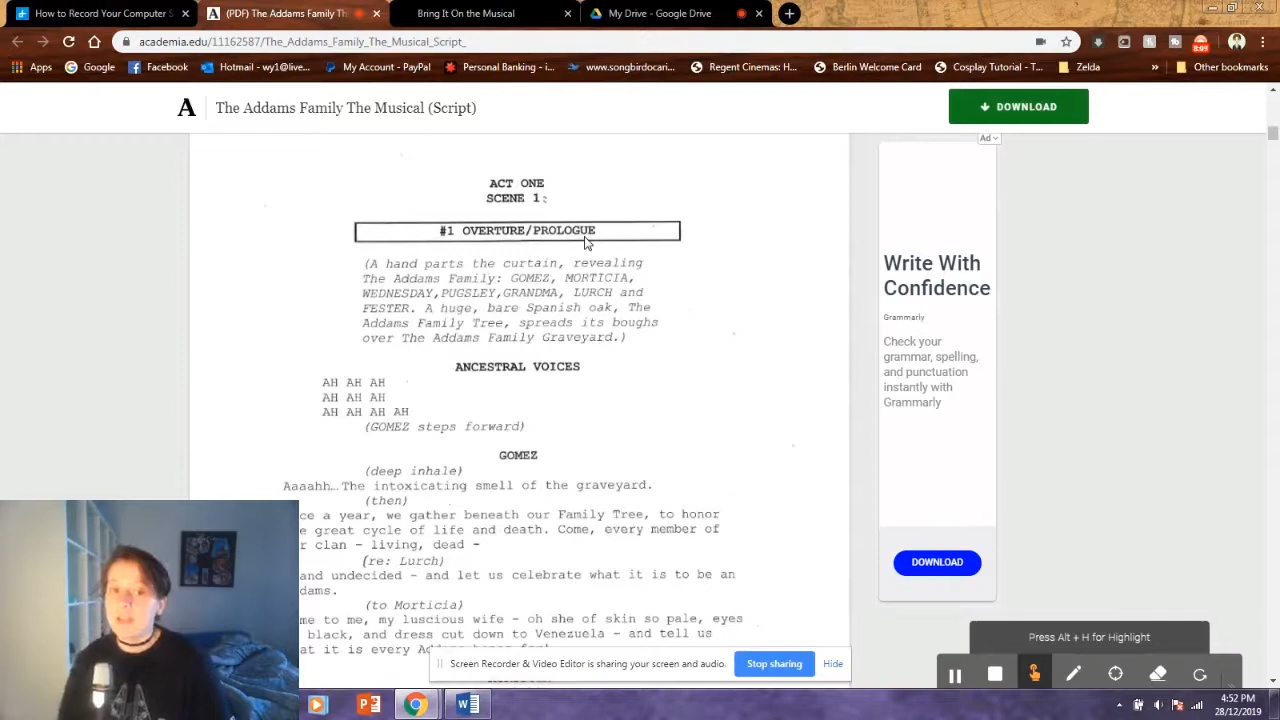 How to Record Your Computer S
(PDF) The Addams Family Th
Bring It On the Musical
My Drive - Google Drive
academia.edu/11162587/The_Addams_Family_The_Musical_Script_
8:09
Apps
Google
Facebook
Hotmail - wy1@live...
My Account - PayPal
Personal Banking - i...
www.songbirdocari...
Regent Cinemas: H...
Berlin Welcome Card
Cosplay Tutorial - T...
Zelda
»
Other bookmarks
A
The Addams Family The Musical (Script)
DOWNLOAD
Ad
ACT ONE
SCENE 1:
#1 OVERTURE/PROLOGUE
(A hand parts the curtain, revealing
The Addams Family: GOMEZ, MORTICIA,
WEDNESDAY,PUGSLEY,GRANDMA, LURCH and
FESTER. A huge, bare Spanish oak, The
Addams Family Tree, spreads its boughs
over The Addams Family Graveyard.)
ANCESTRAL VOICES
AH AH AH
AH AH AH
AH AH AH AH
(GOMEZ steps forward)
GOMEZ
(deep inhale)
Aaaahh…The intoxicating smell of the graveyard.
(then)
ce a year, we gather beneath our Family Tree, to honor
e great cycle of life and death. Come, every member of
r clan - living, dead -
(re: Lurch)
and undecided - and let us celebrate what it is to be an
dams.
(to Morticia)
me to me, my luscious wife - oh she of skin so pale, eyes
black, and dress cut down to Venezuela - and tell us
at it is every
Write With
Confidence
Grammarly
Check your
grammar, spelling,
and punctuation
instantly with
Grammarly
DOWNLOAD
Press Alt + H for Highlight
Screen Recorder & Video Editor is sharing your screen and audio.
Stop sharing
Hide
4:52 PM
28/12/2019